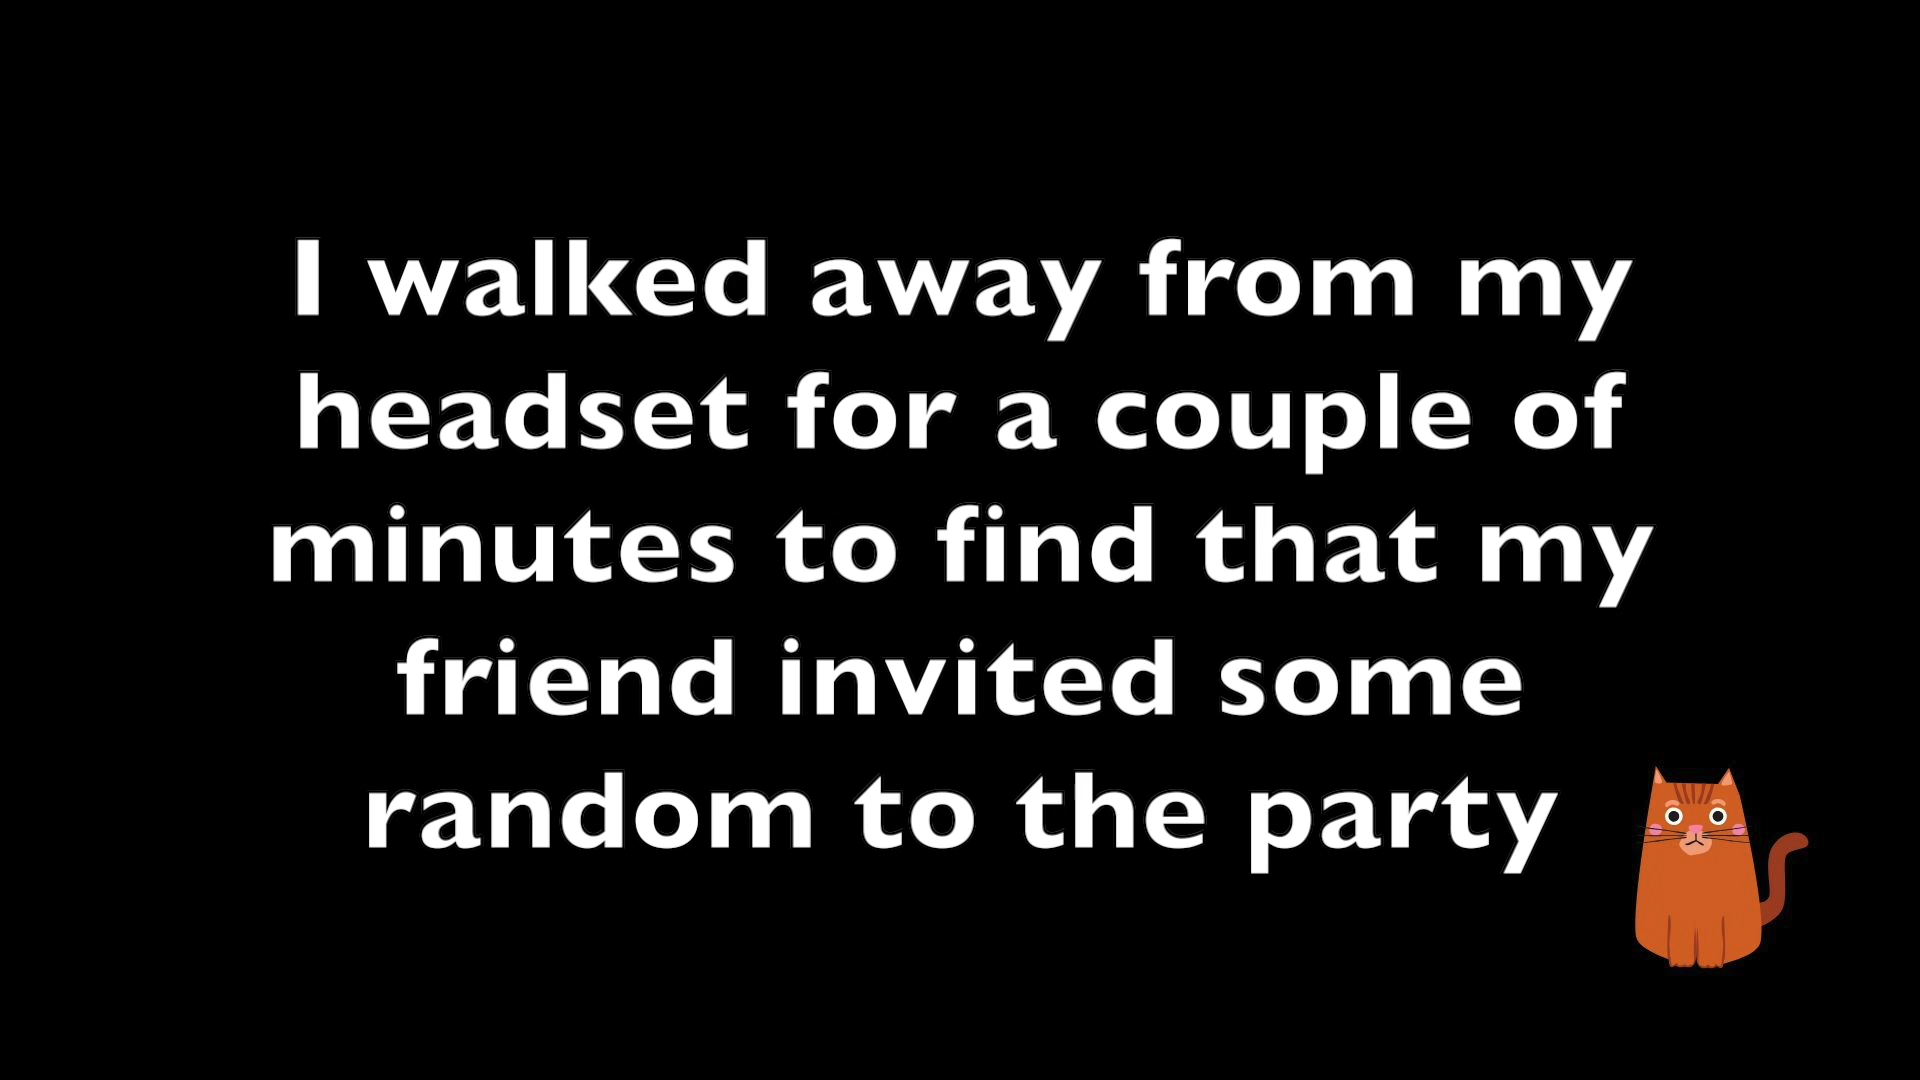 I walked away from my
headset for a couple of
minutes to find that my
friend invited some
random to the party